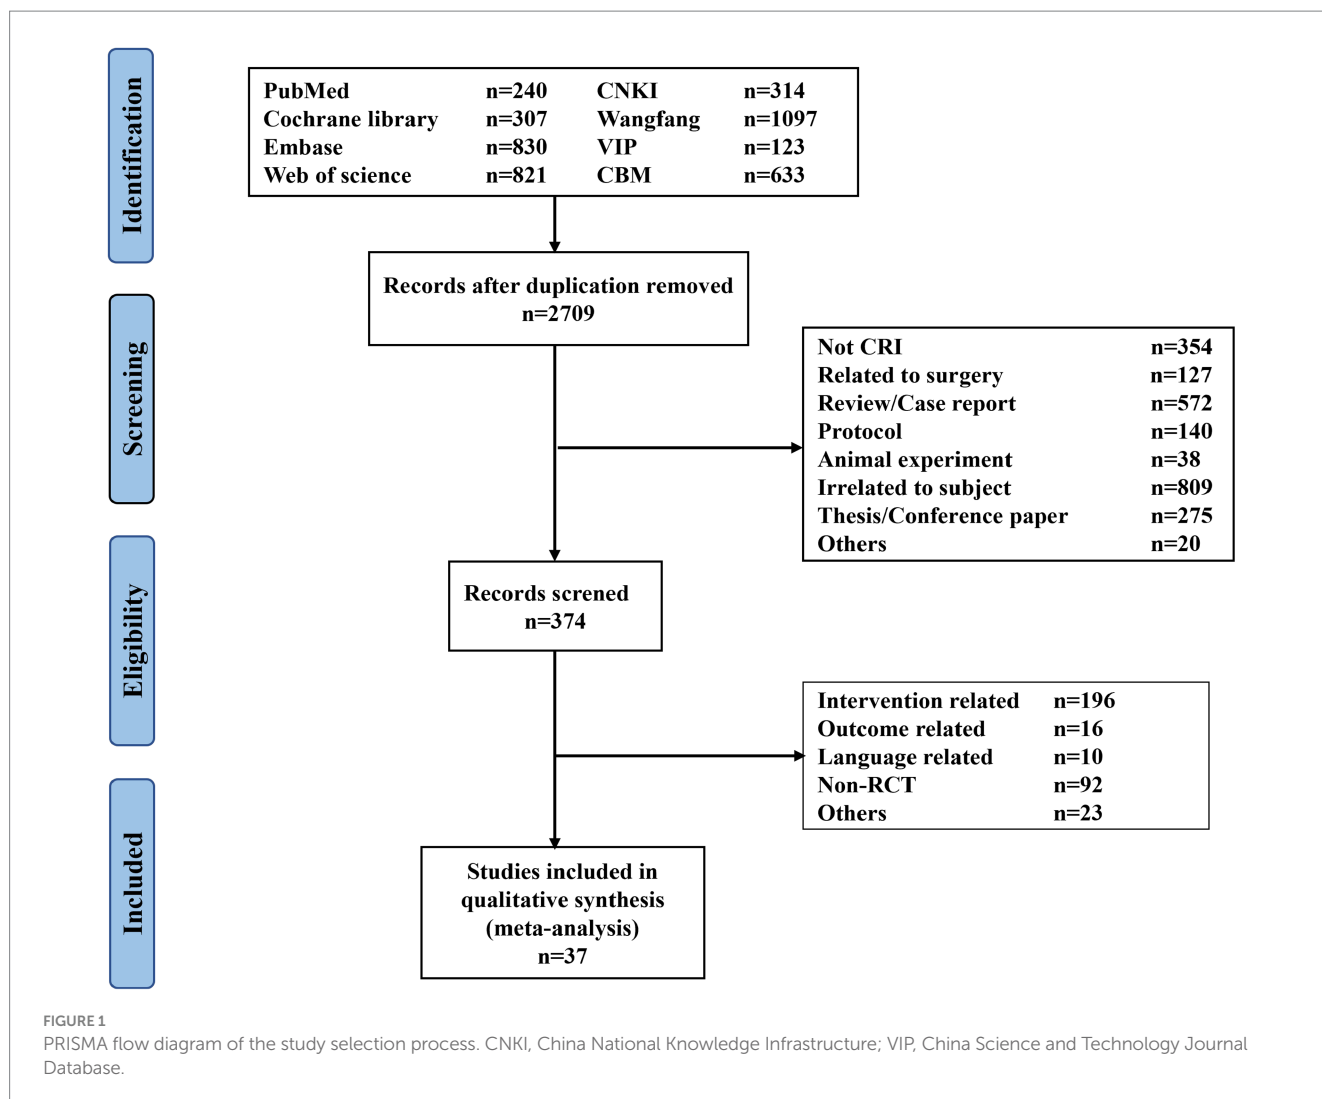 Identification
PubMed n=240 CNKI n=314
Cochrane library n=307 Wangfang n=1097
Embase n=830 VIP n=123
Web of science n=821 CBM n=633
Records after duplication removed
n=2709
Screening
Not CRI n=354
Related to surgery n=127
Review/Case report n=572
Protocol n=140
Animal experiment n=38
Irrelated to subject n=809
Thesis/Conference paper n=275
Others n=20
Eligibility
Records screned
n=374
Intervention related n=196
Outcome related n=16
Language related n=10
Non-RCT n=92
Others n=23
Included
Studies included in
qualitative synthesis
(meta-analysis)
n=37
FIGURE 1
PRISMA flow diagram of the study selection process. CNKI, China National Knowledge Infrastructure; VIP, China Science and Technology Journal
Database.